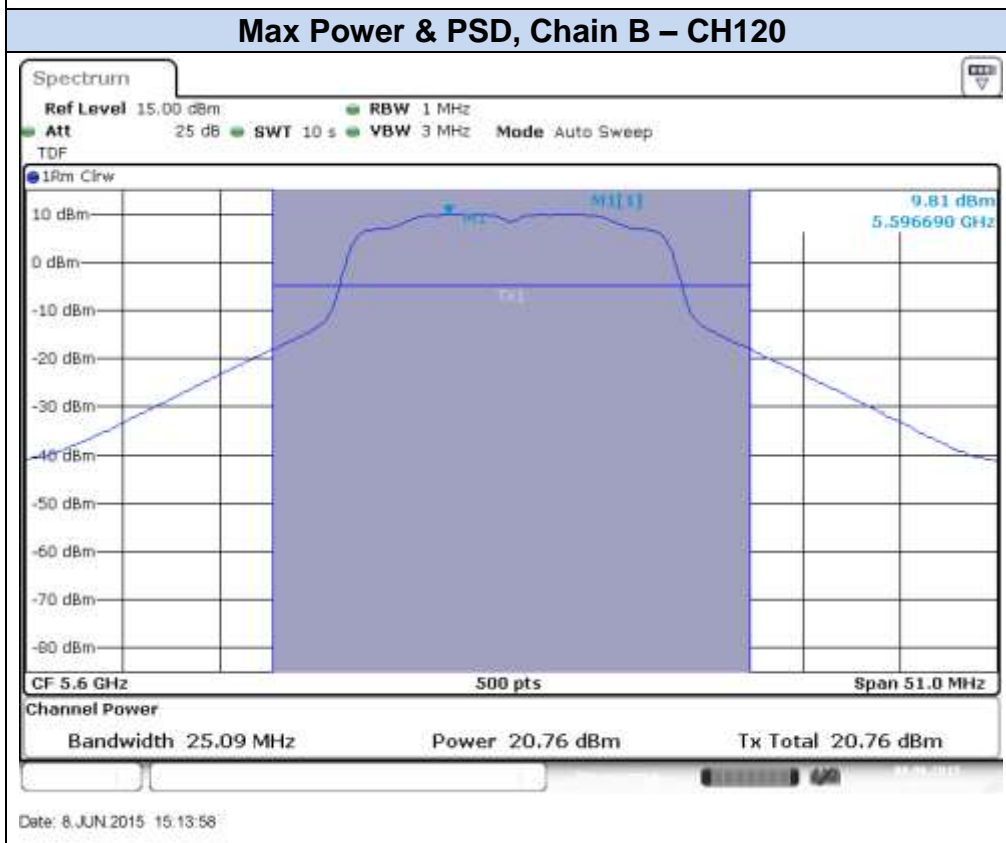 Max Power & PSD, Chain B – CH120
Spectrum
Ref Level 15.00 dBm RBW 1 MHz
Att 25 dB SWT 10 s VBW 3 MHz Mode Auto Sweep
TDF
1Rm Clrw
M1[1] 9.81 dBm
5.596690 GHz
10 dBm
M1
0 dBm
Tx1
-10 dBm
-20 dBm
-30 dBm
-40 dBm
-50 dBm
-60 dBm
-70 dBm
-80 dBm
CF 5.6 GHz 500 pts Span 51.0 MHz
Channel Power
Bandwidth 25.09 MHz Power 20.76 dBm Tx Total 20.76 dBm
Date: 8.JUN.2015 15:13:58